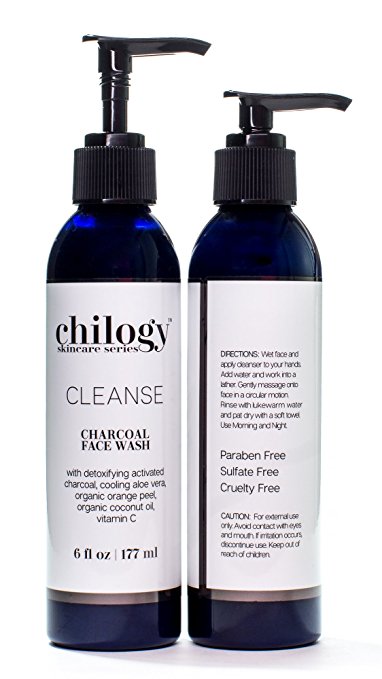 chilogy™
skincare series
CLEANSE
CHARCOAL
FACE WASH
with detoxifying activated
charcoal, cooling aloe vera,
organic orange peel,
organic coconut oil,
vitamin C
6 fl oz | 177 ml
DIRECTIONS: Wet face and
apply cleanser to your hands.
Add water and work into a
lather. Gently massage onto
face in a circular motion.
Rinse with lukewarm water
and pat dry with a soft towel.
Use Morning and Night.
Paraben Free
Sulfate Free
Cruelty Free
CAUTION: For external use
only. Avoid contact with eyes
and mouth. If irritation occurs,
discontinue use. Keep out of
reach of children.